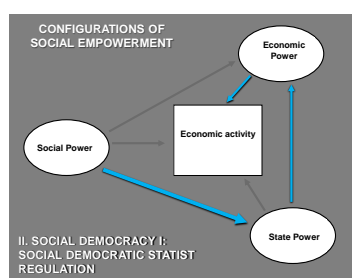 CONFIGURATIONS OF
SOCIAL EMPOWERMENT
Economic
Power
Economic activity
Social Power
State Power
II. SOCIAL DEMOCRACY I:
SOCIAL DEMOCRATIC STATIST
REGULATION